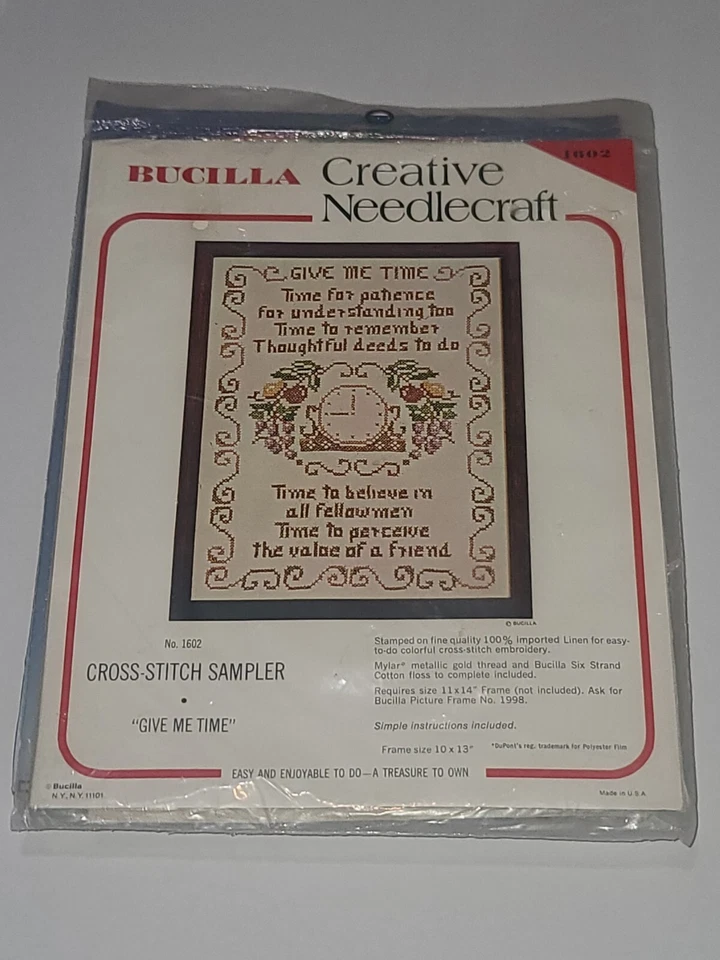 1602
BUCILLA Creative
Needlecraft
GIVE ME TIME
Time for patience
for understanding too
Time to remember
Thoughtful deeds to do
Time to believe in
all fellowmen
Time to perceive
the value of a friend
© BUCILLA
No. 1602
CROSS-STITCH SAMPLER
•
"GIVE ME TIME"
Stamped on fine quality 100% imported Linen for easy-
to-do colorful cross-stitch embroidery.
Mylar* metallic gold thread and Bucilla Six Strand
Cotton floss to complete included.
Requires size 11x14" Frame (not included). Ask for
Bucilla Picture Frame No. 1998.
Simple instructions included.
Frame size 10 x 13"
*DuPont's reg. trademark for Polyester Film
EASY AND ENJOYABLE TO DO—A TREASURE TO OWN
© Bucilla
N.Y., N.Y. 11101
Made in U.S.A